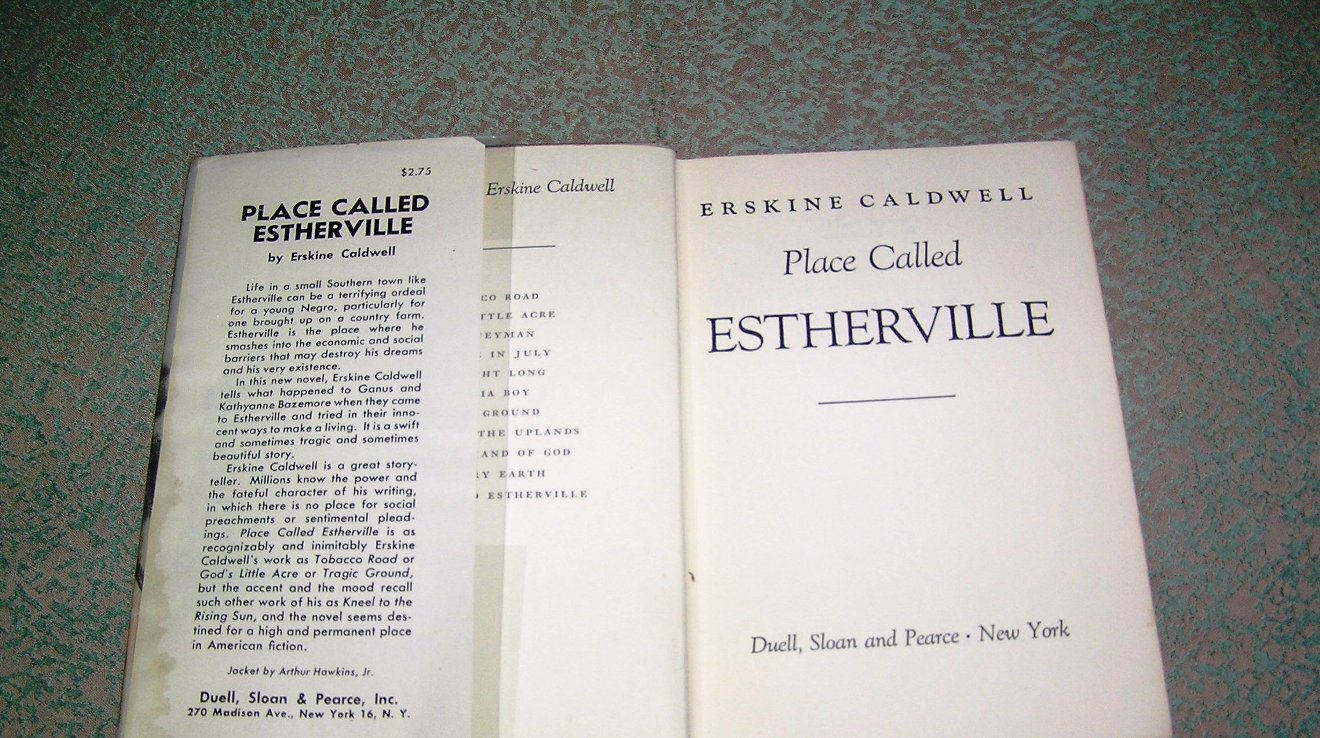 $2.75
PLACE CALLED
ESTHERVILLE
by Erskine Caldwell
Life in a small Southern town like
Estherville can be a terrifying ordeal
for a young Negro, particularly for
one brought up on a country farm.
Estherville is the place where he
smashes into the economic and social
barriers that may destroy his dreams
and his very existence.
In this new novel, Erskine Caldwell
tells what happened to Ganus and
Kathyanne Bazemore when they came
to Estherville and tried in their inno-
cent ways to make a living. It is a swift
and sometimes tragic and sometimes
beautiful story.
Erskine Caldwell is a great story-
teller. Millions know the power and
the fateful character of his writing,
in which there is no place for social
preachments or sentimental plead-
ings. Place Called Estherville is as
recognizably and inimitably Erskine
Caldwell's work as Tobacco Road or
God's Little Acre or Tragic Ground,
but the accent and the mood recall
such other work of his as Kneel to the
Rising Sun, and the novel seems des-
tined for a high and permanent place
in American fiction.
Jacket by Arthur Hawkins, Jr.
Duell, Sloan & Pearce, Inc.
270 Madison Ave., New York 16, N. Y.
Erskine Caldwell
CO ROAD
TTLE ACRE
EYMAN
IN JULY
HT LONG
IA BOY
GROUND
THE UPLANDS
AND OF GOD
RY EARTH
ESTHERVILLE
ERSKINE CALDWELL
Place Called
ESTHERVILLE
Duell, Sloan and Pearce · New York